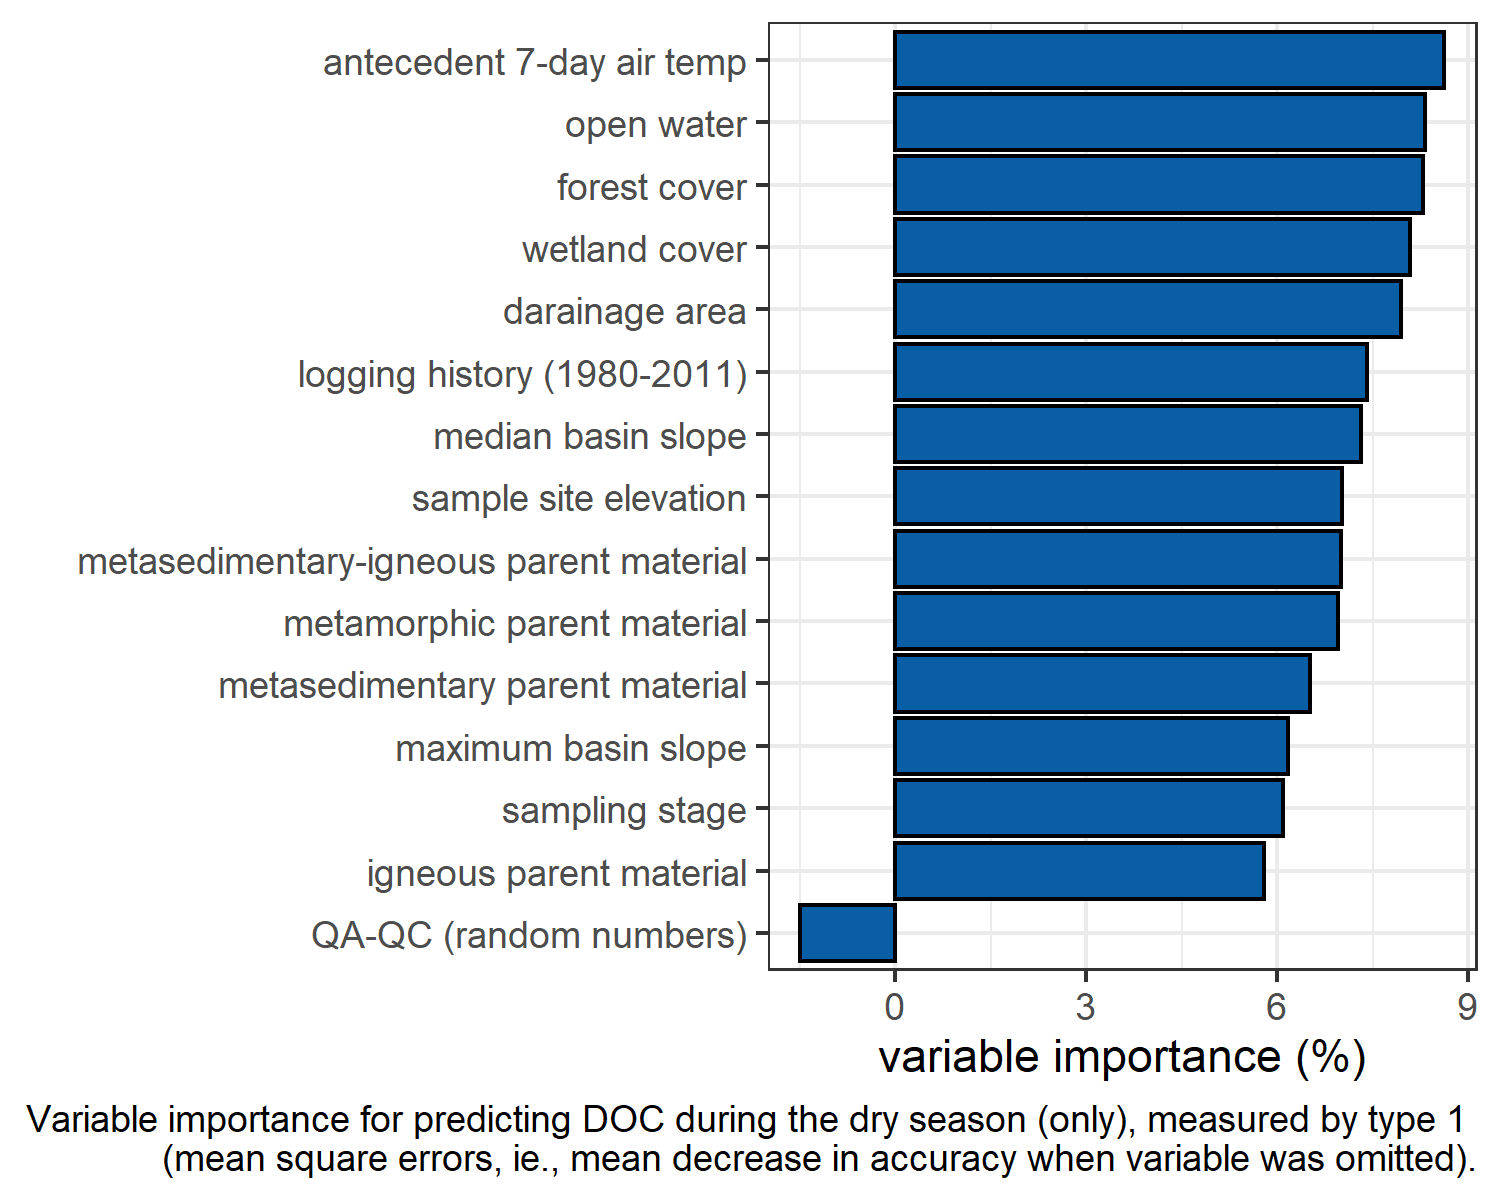 antecedent 7-day air temp
open water
forest cover
wetland cover
darainage area
logging history (1980-2011)
median basin slope
sample site elevation
metasedimentary-igneous parent material
metamorphic parent material
metasedimentary parent material
maximum basin slope
sampling stage
igneous parent material
QA-QC (random numbers)
0 3 6 9
variable importance (%)
Variable importance for predicting DOC during the dry season (only), measured by type 1
(mean square errors, ie., mean decrease in accuracy when variable was omitted).